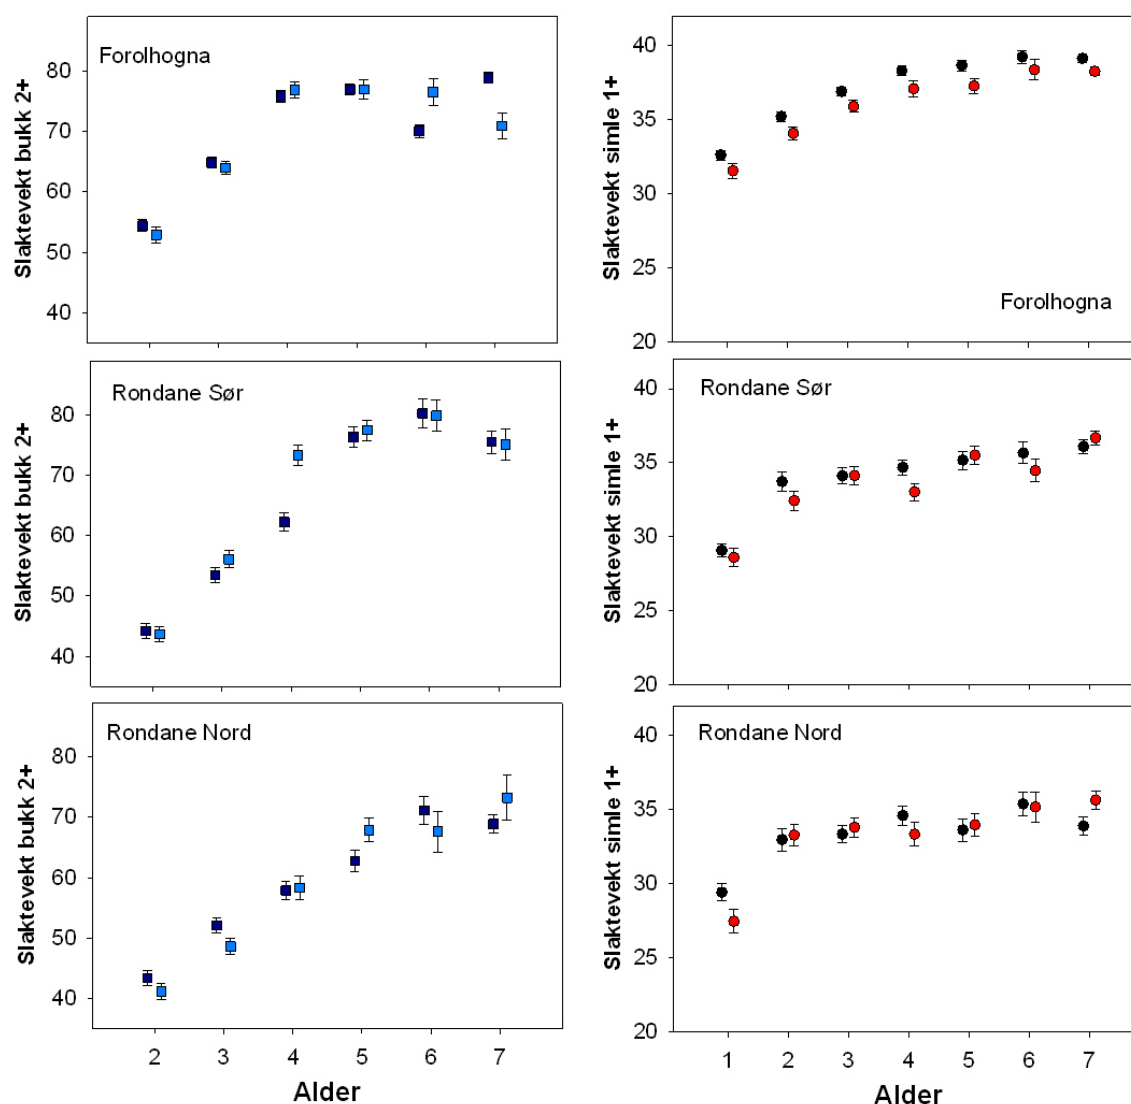 Forolhogna
Slaktevekt bukk 2+
80
70
60
50
40
Slaktevekt simle 1+
40
35
30
25
20
Forolhogna
Rondane Sør
Slaktevekt bukk 2+
80
70
60
50
40
Rondane Sør
Slaktevekt simle 1+
40
35
30
25
20
Rondane Nord
Slaktevekt bukk 2+
80
70
60
50
40
2 3 4 5 6 7
Alder
Rondane Nord
Slaktevekt simle 1+
40
35
30
25
20
1 2 3 4 5 6 7
Alder